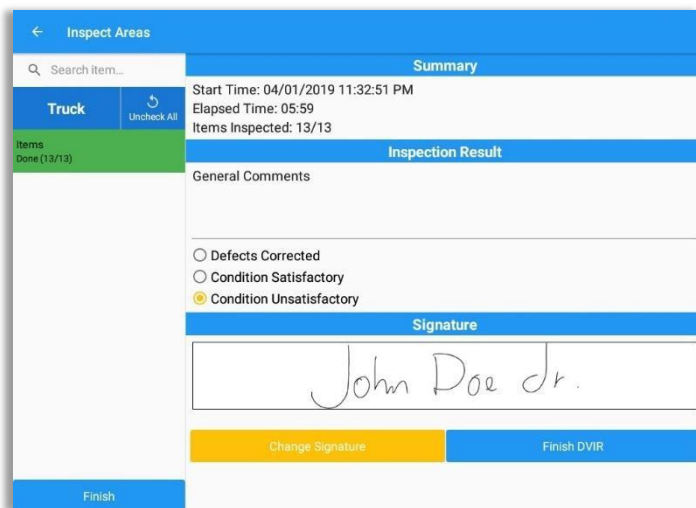 Inspect Areas
Search item...
Truck
Uncheck All
Items
Done (13/13)
Finish
Summary
Start Time: 04/01/2019 11:32:51 PM
Elapsed Time: 05:59
Items Inspected: 13/13
Inspection Result
General Comments
Defects Corrected
Condition Satisfactory
Condition Unsatisfactory
Signature
John Doe Jr.
Change Signature
Finish DVIR